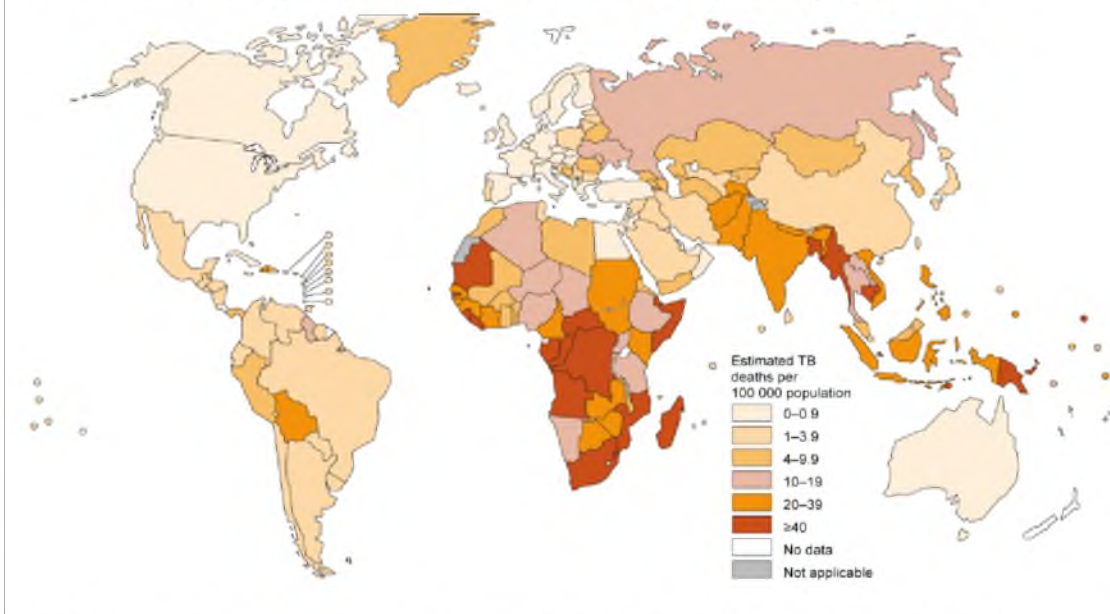 Estimated TB
deaths per
100 000 population
0–0.9
1–3.9
4–9.9
10–19
20–39
≥40
No data
Not applicable